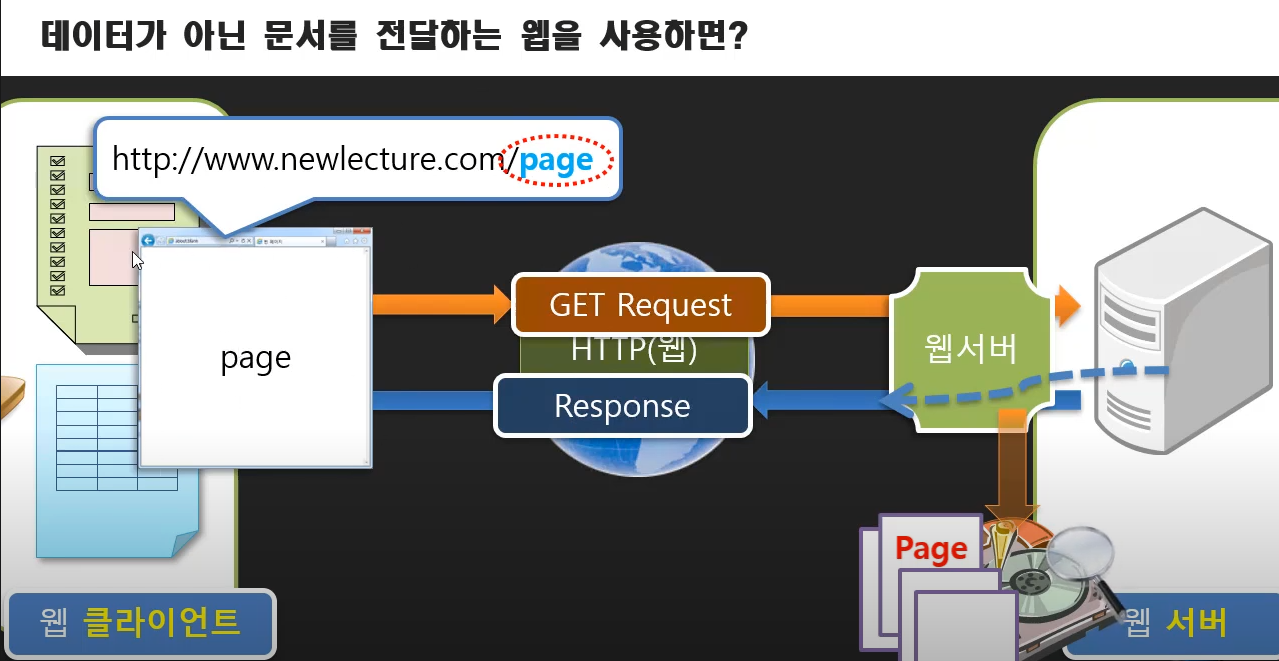 데이터가 아닌 문서를 전달하는 웹을 사용하면?
http://www.newlecture.com/page
page
GET Request
HTTP(웹)
Response
웹서버
Page
웹 클라이언트
웹 서버